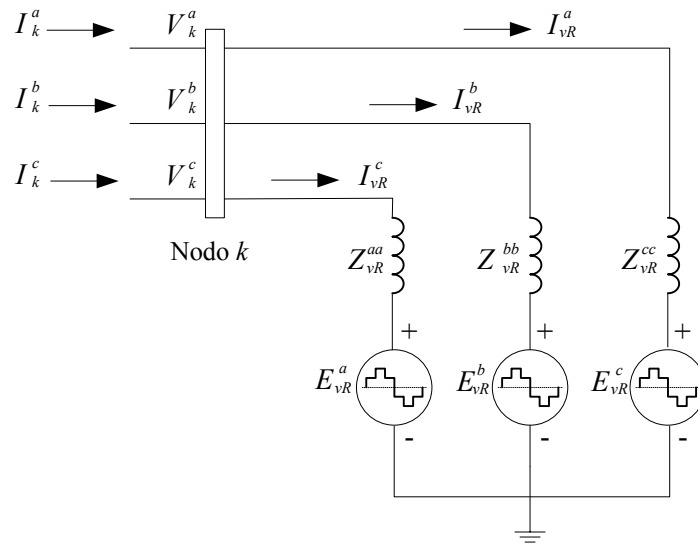 I_k^a V_k^a I_vR^a
I_k^b V_k^b I_vR^b
I_k^c V_k^c I_vR^c
Nodo k
Z_vR^aa Z_vR^bb Z_vR^cc
+ + +
E_vR^a E_vR^b E_vR^c
- - -